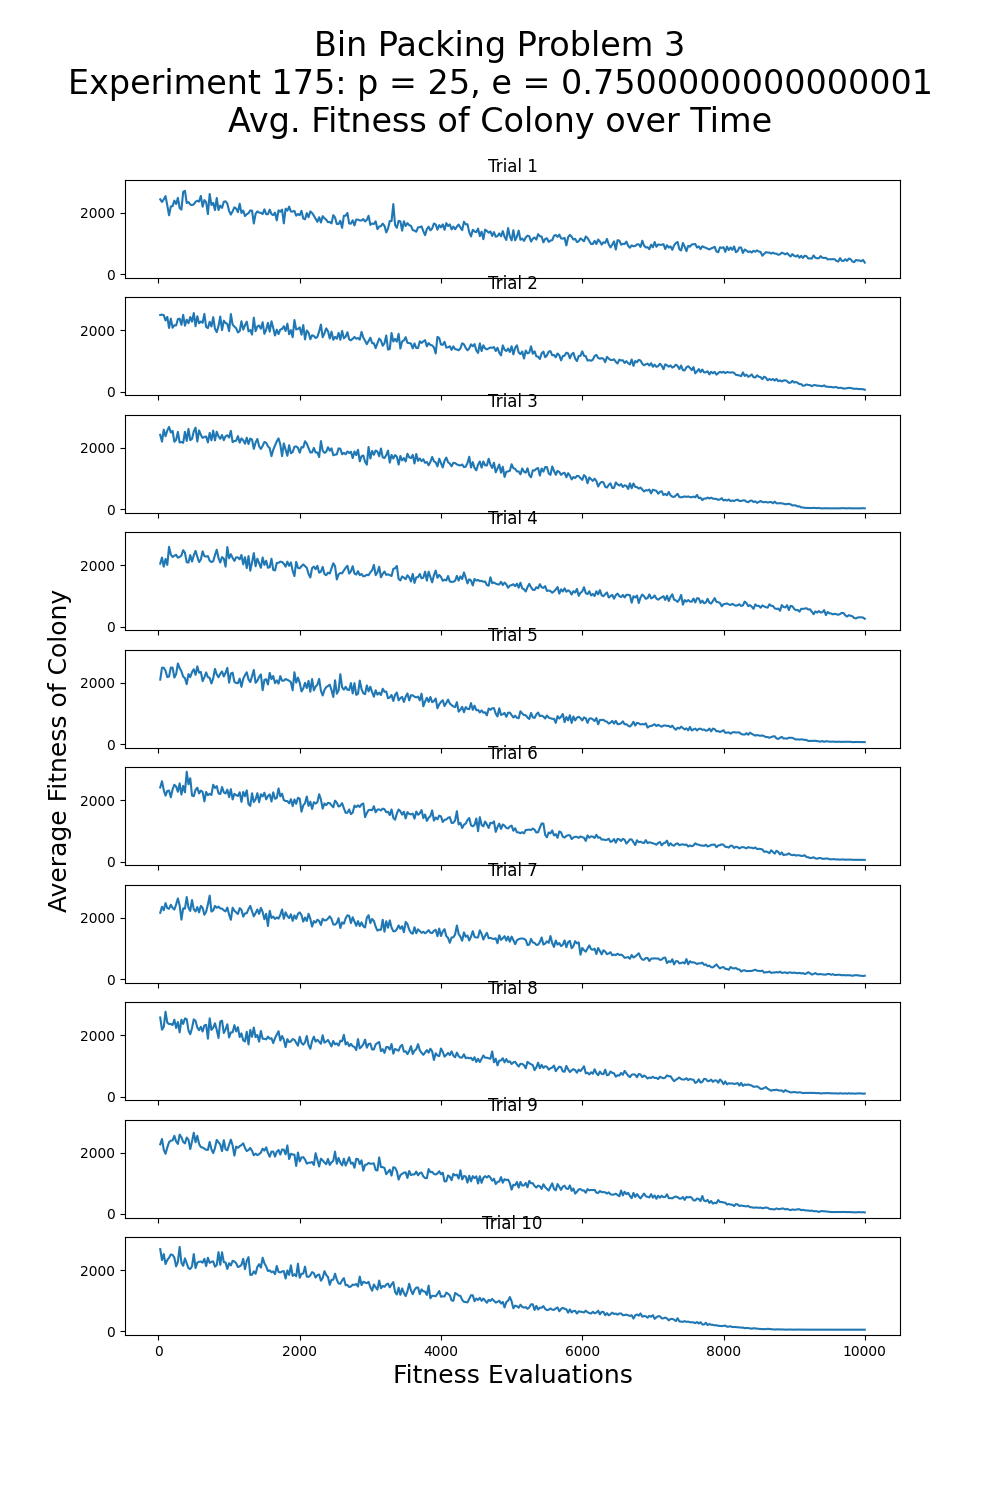 Bin Packing Problem 3
Experiment 175: p = 25, e = 0.7500000000000001
Avg. Fitness of Colony over Time
Trial 1
2000
0
Trial 2
2000
0
Trial 3
2000
0
Trial 4
2000
0
Trial 5
2000
0
Trial 6
2000
0
Trial 7
2000
0
Trial 8
2000
0
Trial 9
2000
0
Trial 10
2000
0
0 2000 4000 6000 8000 10000
Fitness Evaluations
Average Fitness of Colony